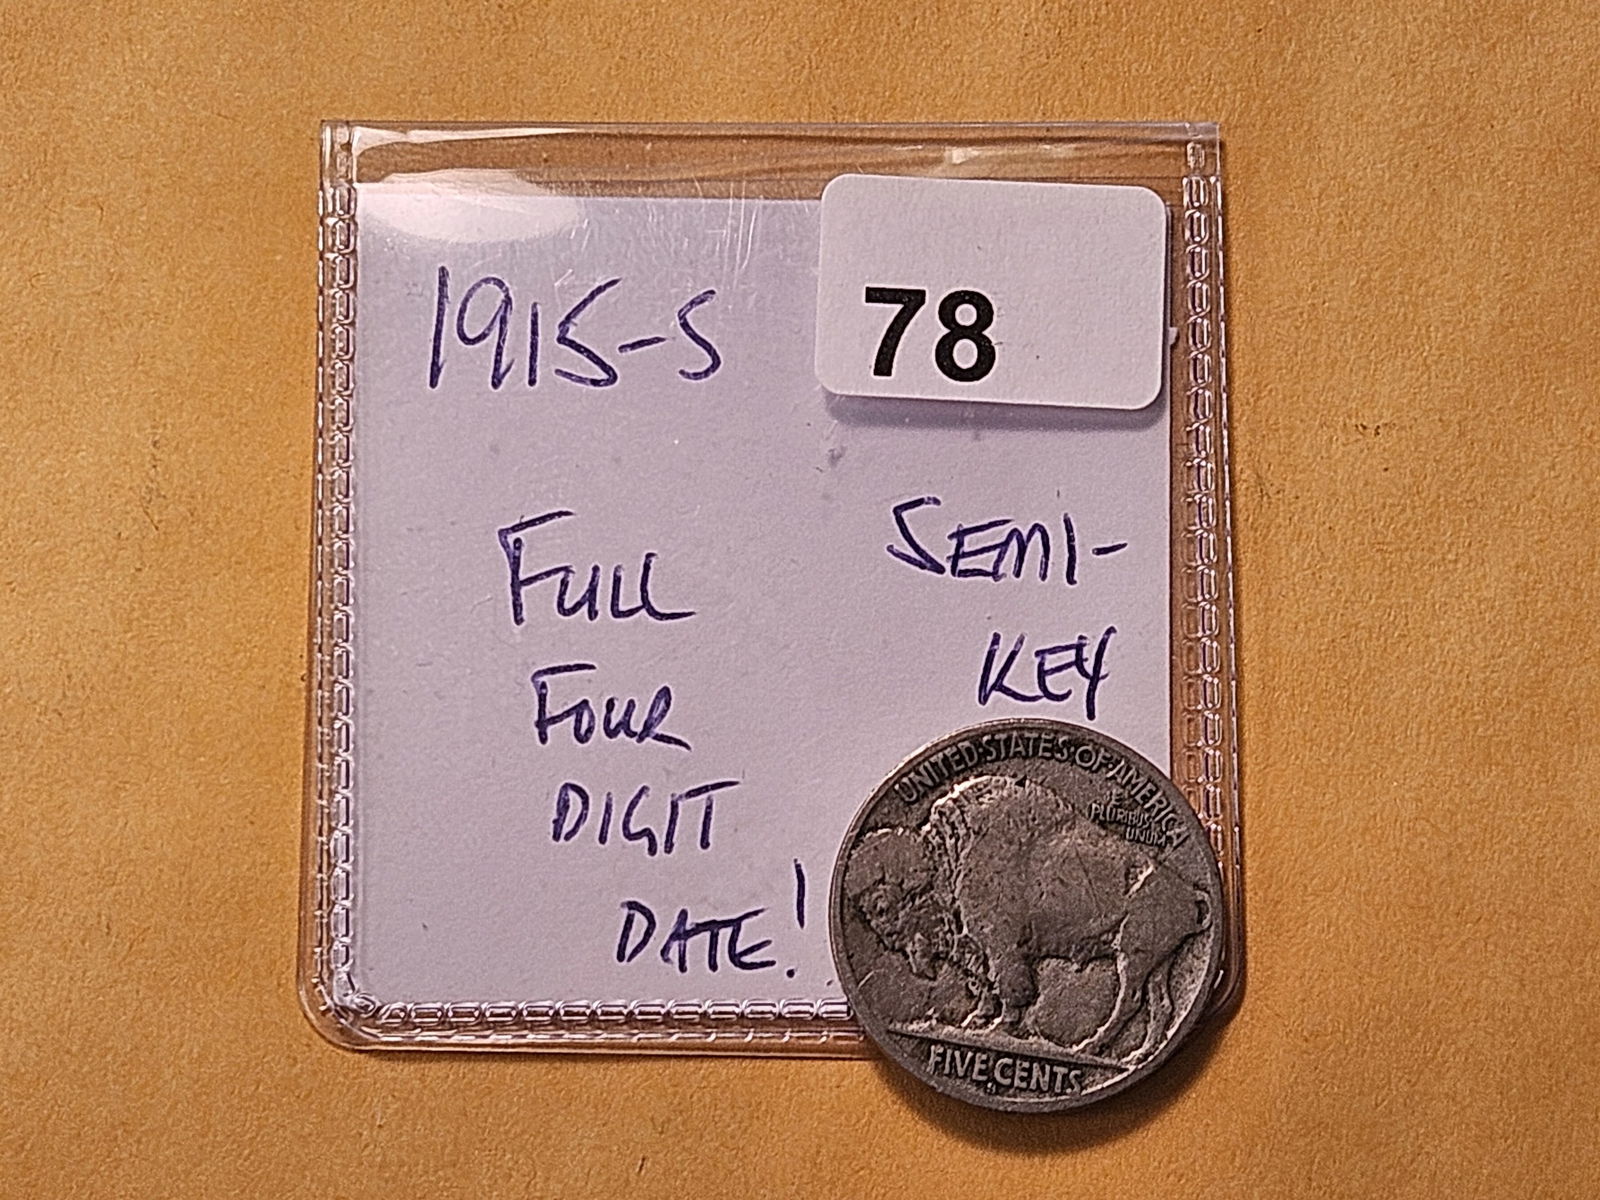 1915-S
78
FULL
FOUR
DIGIT
DATE!
SEMI-
KEY
UNITED·STATES·OF·AMERICA
E
PLURIBUS
UNUM
FIVE CENTS